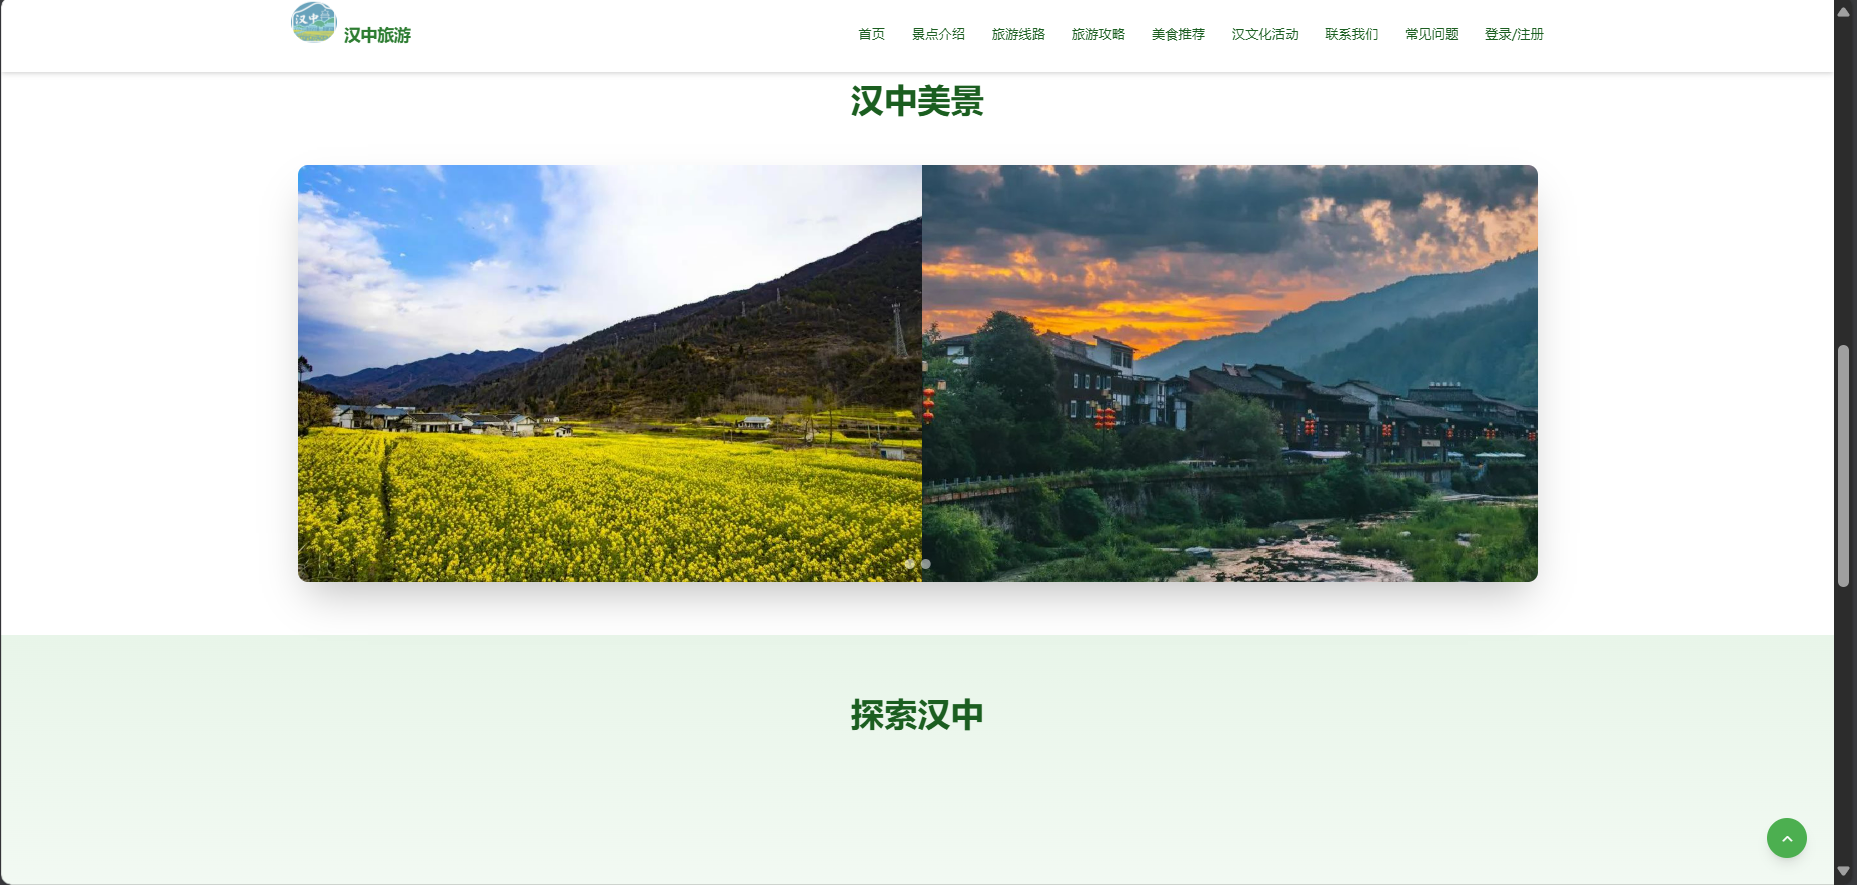 汉中
汉中旅游
首页
景点介绍
旅游线路
旅游攻略
美食推荐
汉文化活动
联系我们
常见问题
登录/注册
汉中美景
探索汉中